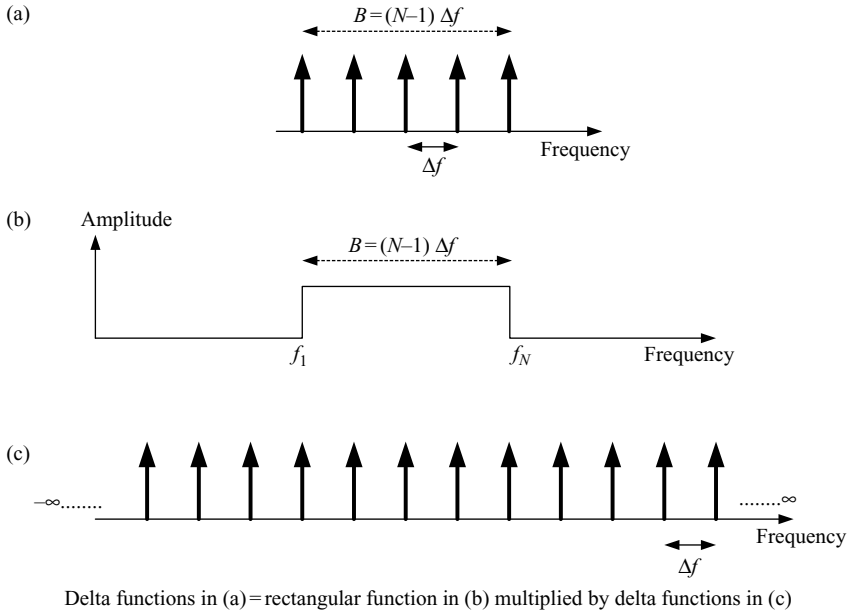 (a)
B=(N–1) Δf
Frequency
Δf
(b)
Amplitude
B=(N–1) Δf
f1
fN
Frequency
(c)
–∞........
........∞
Frequency
Δf
Delta functions in (a)=rectangular function in (b) multiplied by delta functions in (c)